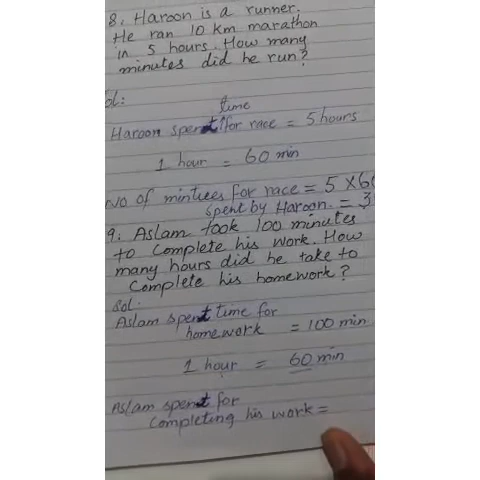 8. Haroon is a runner.
He ran 10 Km marathon
in 5 hours. How many
minutes did he run?
ol:
time
Haroon spent for race = 5 hours
1 hour = 60 min
No of mintues for race = 5 x 6
spent by Haroon. = 3
9: Aslam took 100 minutes
to Complete his work. How
many hours did he take to
Complete his homework?
Sol:
Aslam spent time for
homework = 100 min
1 hour = 60 min
Aslam spent for
Completing his work =